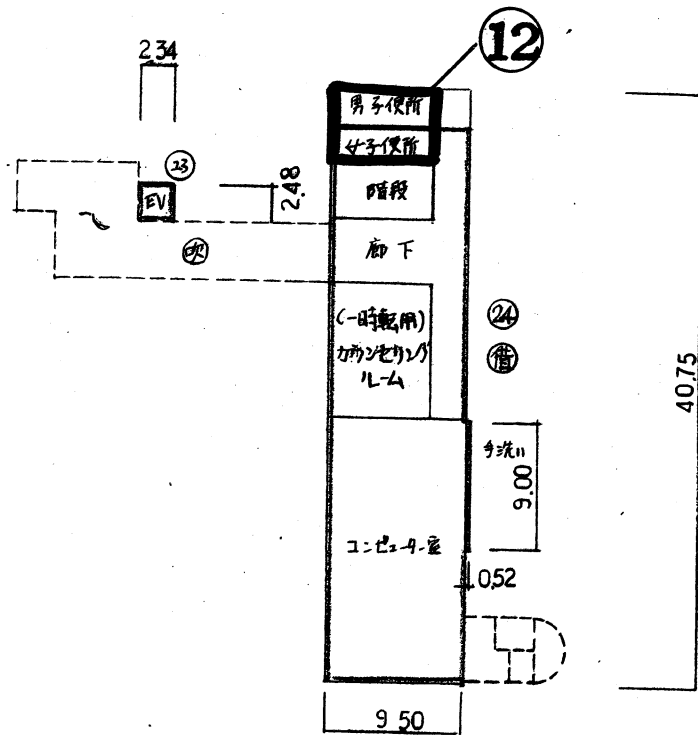 ⑫
2.34
男子便所
女子便所
㉓
EV
2.48
階段
吹
廊下
(一時転用)
カウンセリング
ルーム
㉔
借
40.75
手洗い
9.00
コンピューター室
0.52
9.50